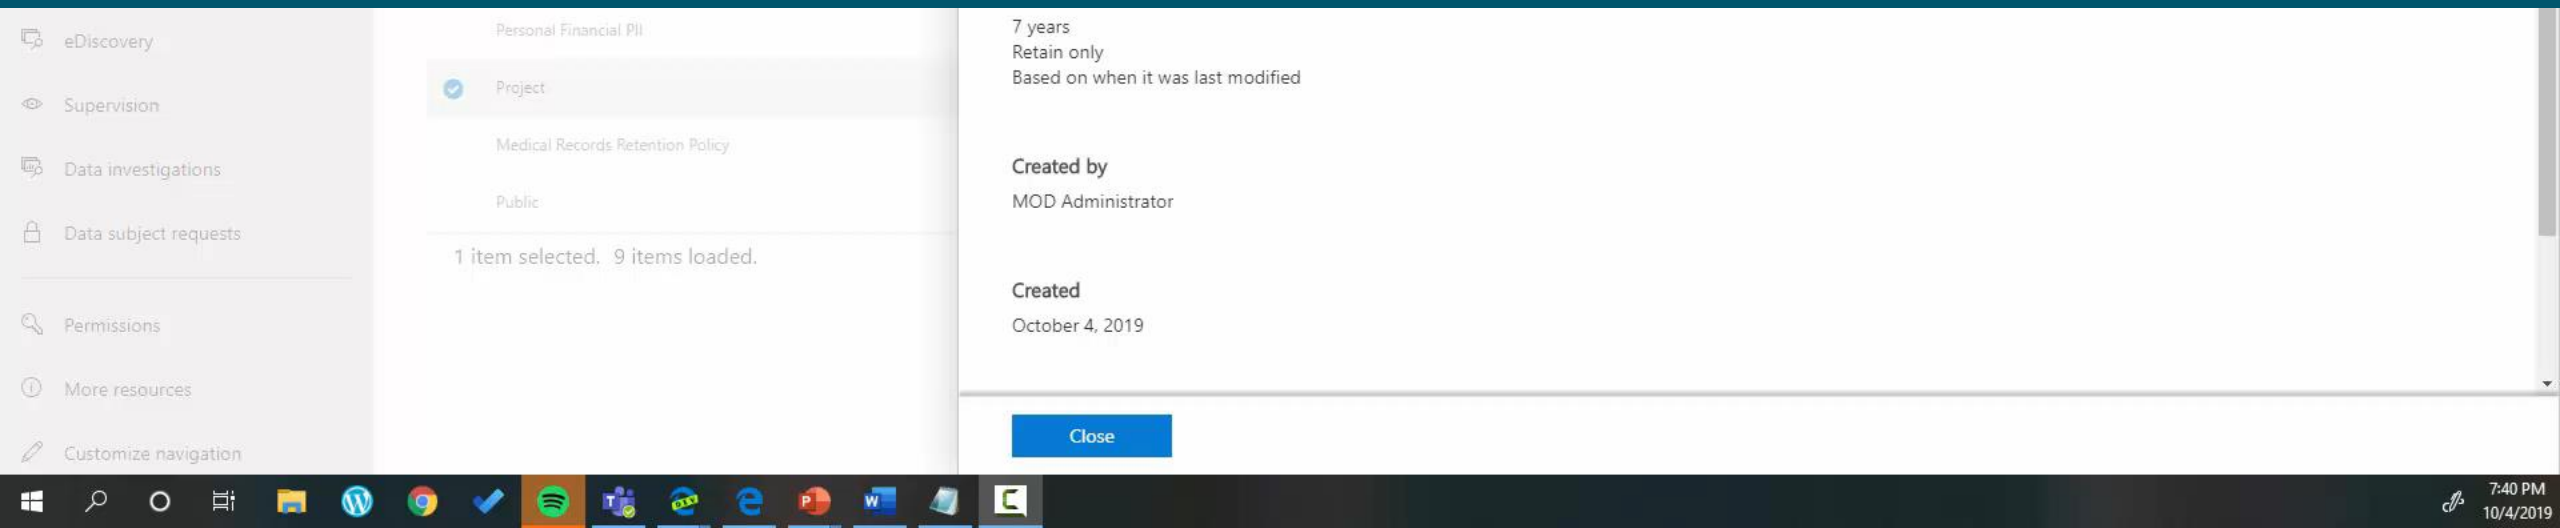 eDiscovery
Supervision
Data investigations
Data subject requests
Permissions
More resources
Customize navigation
Personal Financial PII
Project
Medical Records Retention Policy
Public
1 item selected. 9 items loaded.
7 years
Retain only
Based on when it was last modified
Created by
MOD Administrator
Created
October 4, 2019
Close
DEV
7:40 PM
10/4/2019